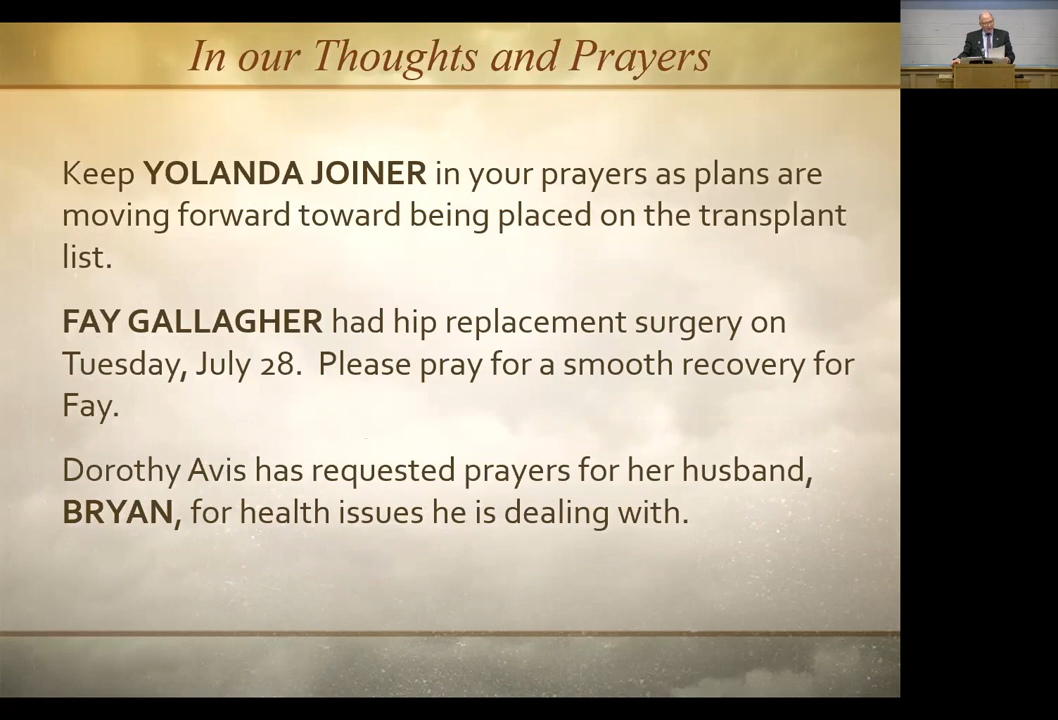 In our Thoughts and Prayers
Keep YOLANDA JOINER in your prayers as plans are
moving forward toward being placed on the transplant
list.
FAY GALLAGHER had hip replacement surgery on
Tuesday, July 28.  Please pray for a smooth recovery for
Fay.
Dorothy Avis has requested prayers for her husband,
BRYAN, for health issues he is dealing with.